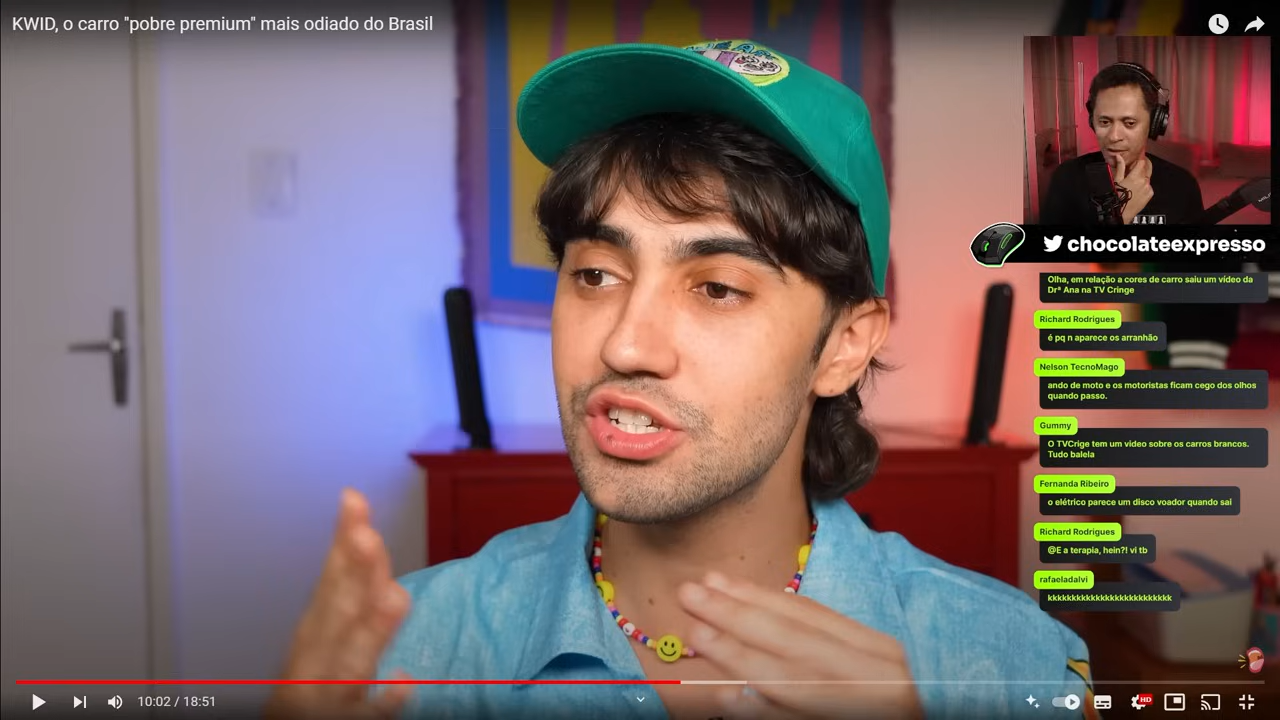 KWID, o carro "pobre premium" mais odiado do Brasil
chocolateexpresso
Olha, em relação a cores de carro saiu um vídeo da
Drª Ana na TV Cringe
Richard Rodrigues
é pq n aparece os arranhão
Nelson TecnoMago
ando de moto e os motoristas ficam cego dos olhos
quando passo.
Gummy
O TVCrige tem um video sobre os carros brancos.
Tudo balela
Fernanda Ribeiro
o elétrico parece um disco voador quando sai
Richard Rodrigues
@E a terapia, hein?! vi tb
rafaeladalvi
kkkkkkkkkkkkkkkkkkkkkkkkkk
10:02 / 18:51
HD